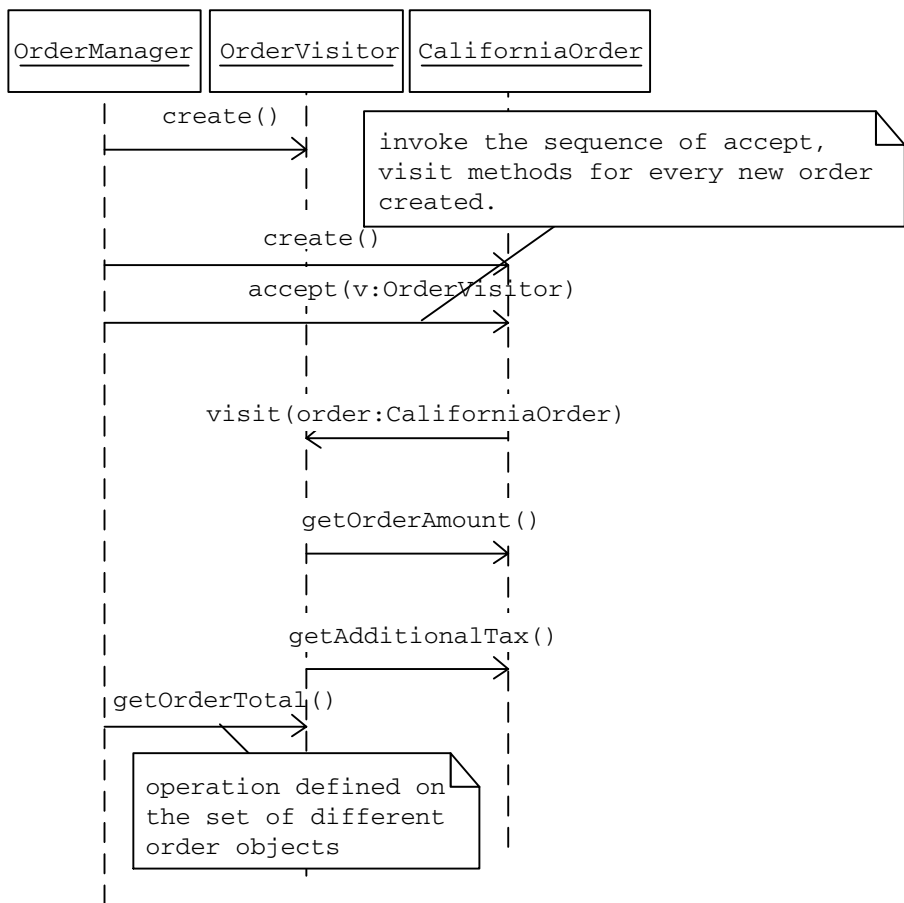 OrderManager
OrderVisitor
CaliforniaOrder
create()
invoke the sequence of accept,
visit methods for every new order
created.
create()
accept(v:OrderVisitor)
visit(order:CaliforniaOrder)
getOrderAmount()
getAdditionalTax()
getOrderTotal()
operation defined on
the set of different
order objects